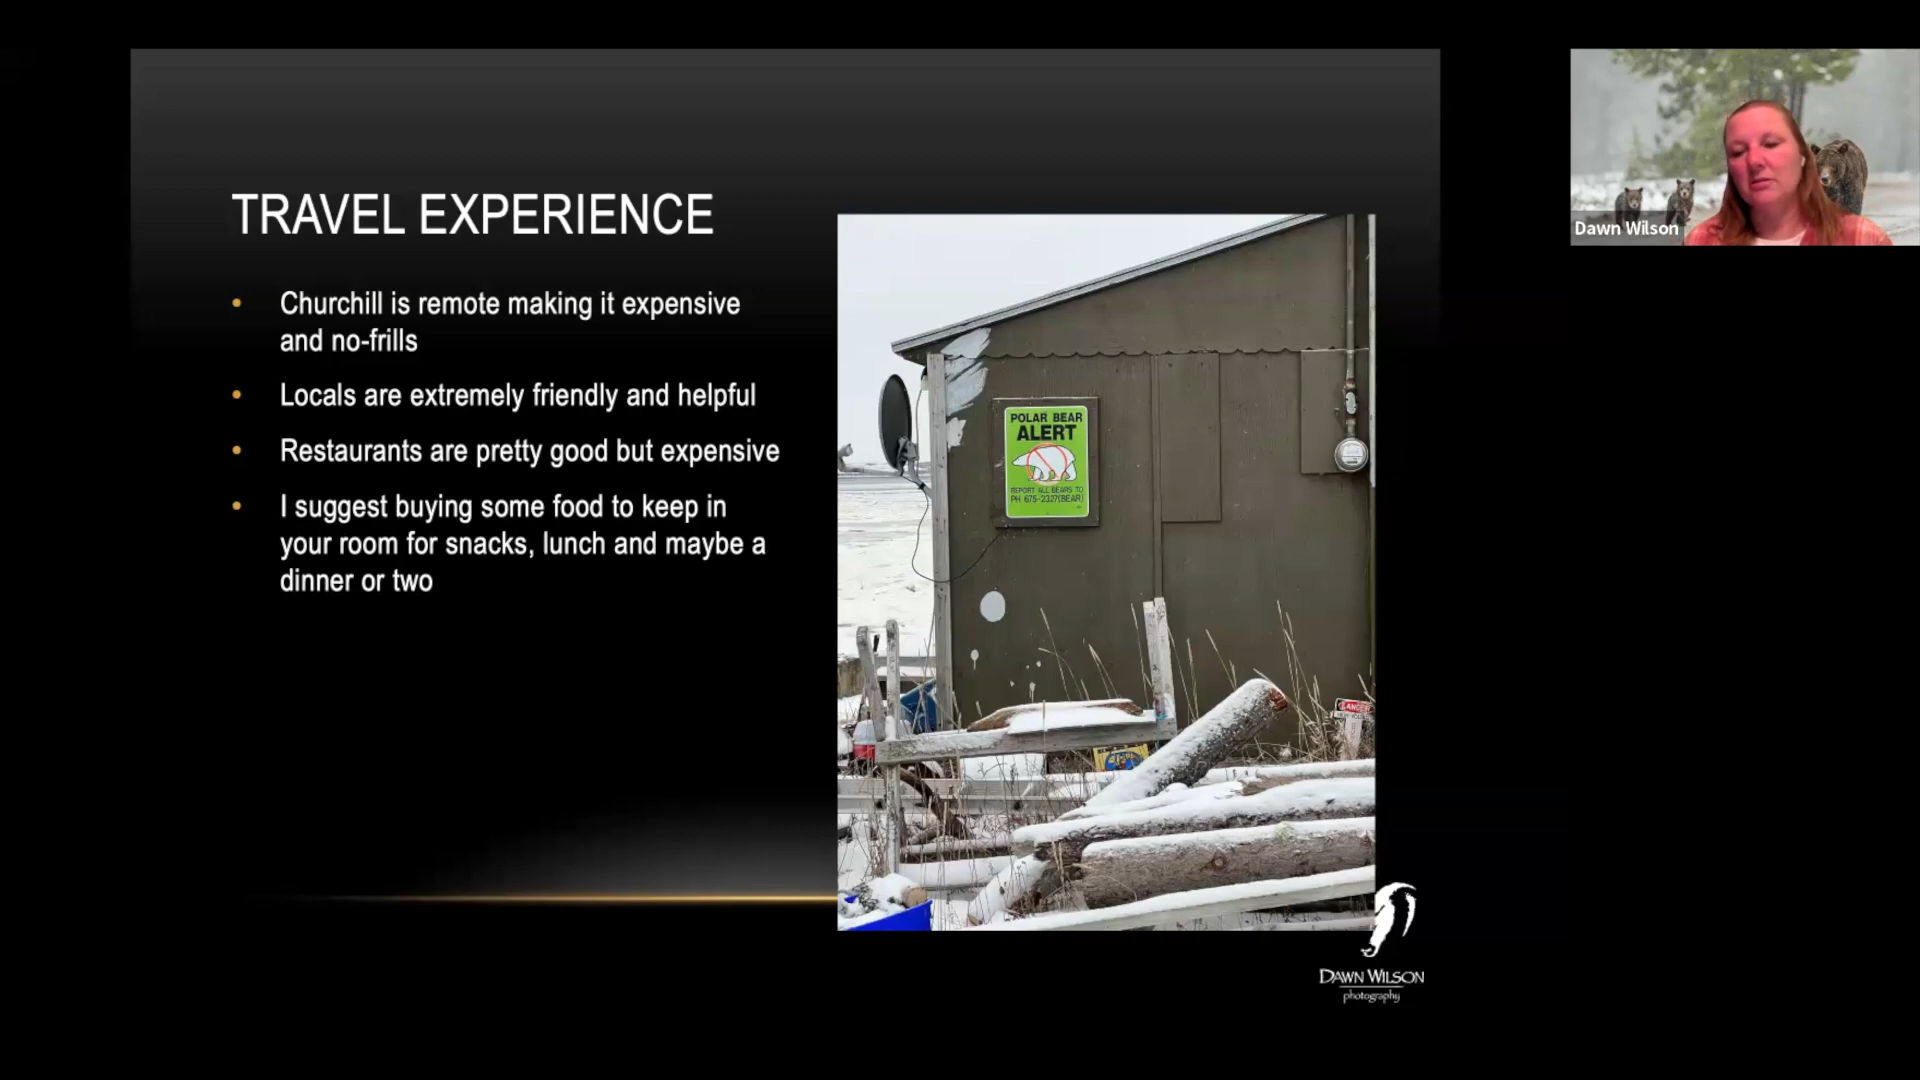 TRAVEL EXPERIENCE
• Churchill is remote making it expensive
and no-frills
• Locals are extremely friendly and helpful
• Restaurants are pretty good but expensive
• I suggest buying some food to keep in
your room for snacks, lunch and maybe a
dinner or two
POLAR BEAR
ALERT
REPORT ALL BEARS TO
PH 675-2327(BEAR)
DANGER
DAWN WILSON
photography
Dawn Wilson